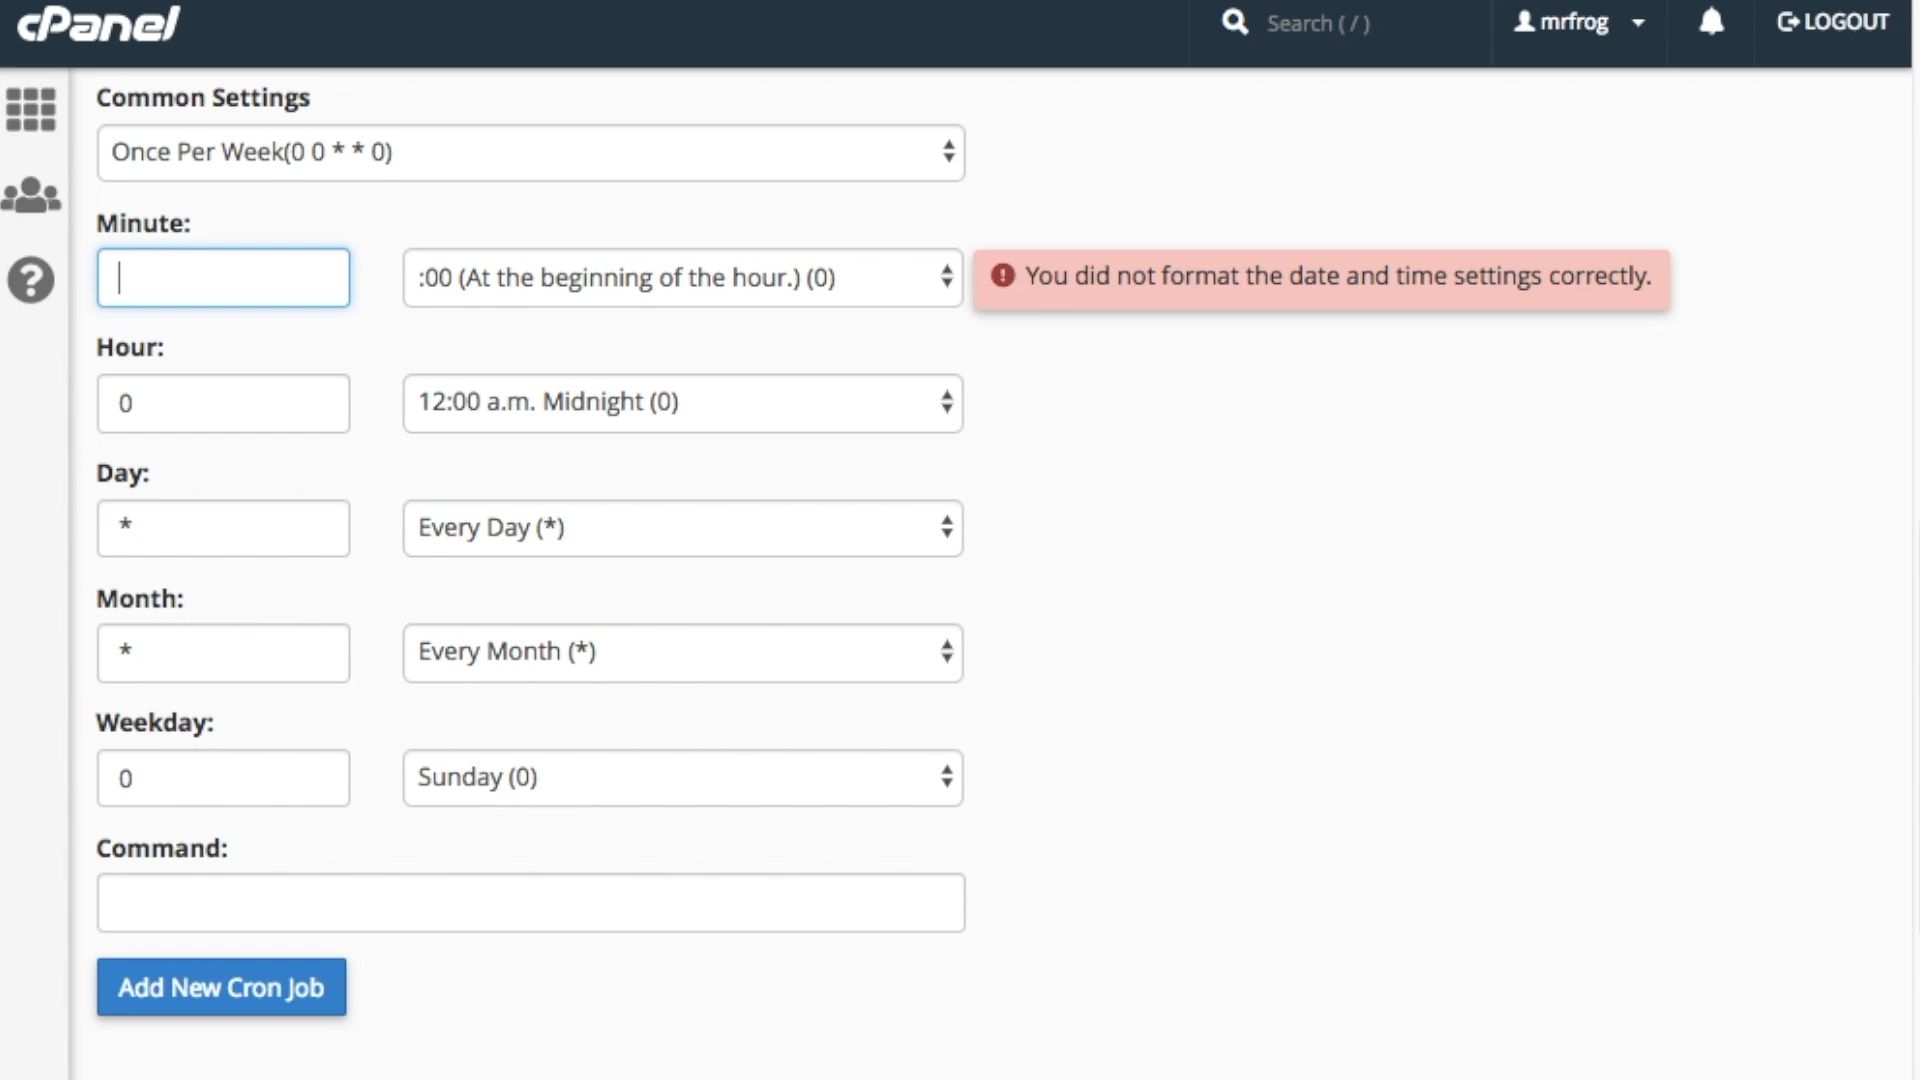 cPanel
Search ( / )
mrfrog
LOGOUT
Common Settings
Once Per Week(0 0 * * 0)
Minute:
:00 (At the beginning of the hour.) (0)
You did not format the date and time settings correctly.
Hour:
0
12:00 a.m. Midnight (0)
Day:
*
Every Day (*)
Month:
*
Every Month (*)
Weekday:
0
Sunday (0)
Command:
Add New Cron Job